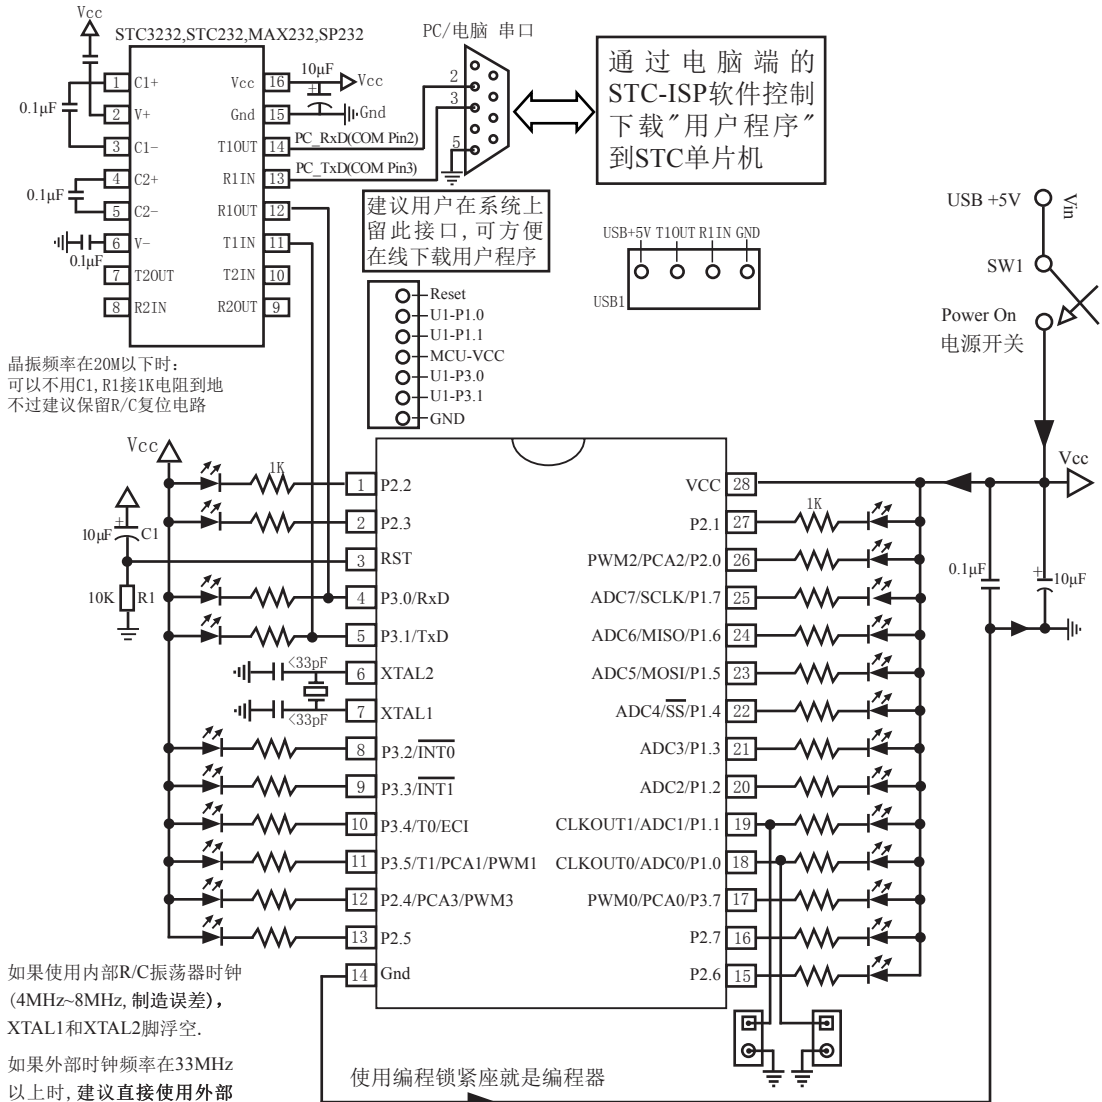 Vcc
STC3232,STC232,MAX232,SP232
1 C1+
2 V+
3 C1-
4 C2+
5 C2-
6 V-
7 T2OUT
8 R2IN
Vcc 16
Gnd 15
T1OUT 14
R1IN 13
R1OUT 12
T1IN 11
T2IN 10
R2OUT 9
0.1μF
0.1μF
0.1μF
10μF
+
Vcc
Gnd
PC_RxD(COM Pin2)
PC_TxD(COM Pin3)
PC/电脑 串口
2
3
5
通过电脑端的
STC-ISP软件控制
下载"用户程序"
到STC单片机
建议用户在系统上
留此接口,可方便
在线下载用户程序
USB+5V T1OUT R1IN GND
USB1
Reset
U1-P1.0
U1-P1.1
MCU-VCC
U1-P3.0
U1-P3.1
GND
USB +5V
Vin
SW1
Power On
电源开关
Vcc
0.1μF
+
10μF
晶振频率在20M以下时:
可以不用C1,R1接1K电阻到地
不过建议保留R/C复位电路
Vcc
1K
+
10μF C1
10K R1
<33pF
<33pF
1 P2.2
2 P2.3
3 RST
4 P3.0/RxD
5 P3.1/TxD
6 XTAL2
7 XTAL1
8 P3.2/INT0
9 P3.3/INT1
10 P3.4/T0/ECI
11 P3.5/T1/PCA1/PWM1
12 P2.4/PCA3/PWM3
13 P2.5
14 Gnd
VCC 28
P2.1 27
PWM2/PCA2/P2.0 26
ADC7/SCLK/P1.7 25
ADC6/MISO/P1.6 24
ADC5/MOSI/P1.5 23
ADC4/SS/P1.4 22
ADC3/P1.3 21
ADC2/P1.2 20
CLKOUT1/ADC1/P1.1 19
CLKOUT0/ADC0/P1.0 18
PWM0/PCA0/P3.7 17
P2.7 16
P2.6 15
1K
如果使用内部R/C振荡器时钟
(4MHz~8MHz,制造误差),
XTAL1和XTAL2脚浮空.
如果外部时钟频率在33MHz
以上时,建议直接使用外部
使用编程锁紧座就是编程器